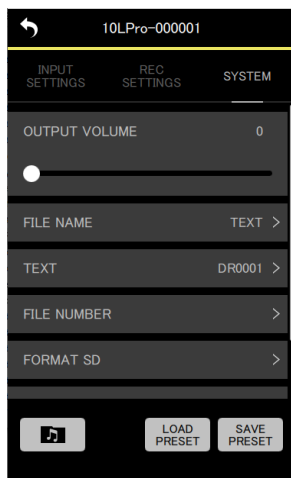 10LPro-000001
INPUT
SETTINGS
REC
SETTINGS
SYSTEM
OUTPUT VOLUME 0
FILE NAME TEXT >
TEXT DR0001 >
FILE NUMBER >
FORMAT SD >
LOAD
PRESET
SAVE
PRESET